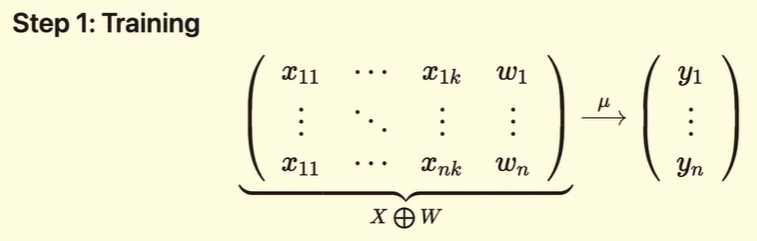 Step 1: Training
x₁₁ ⋯ x₁ₖ w₁ y₁
⋮ ⋱ ⋮ ⋮ μ→ ⋮
x₁₁ ⋯ xₙₖ wₙ yₙ
X ⊕ W